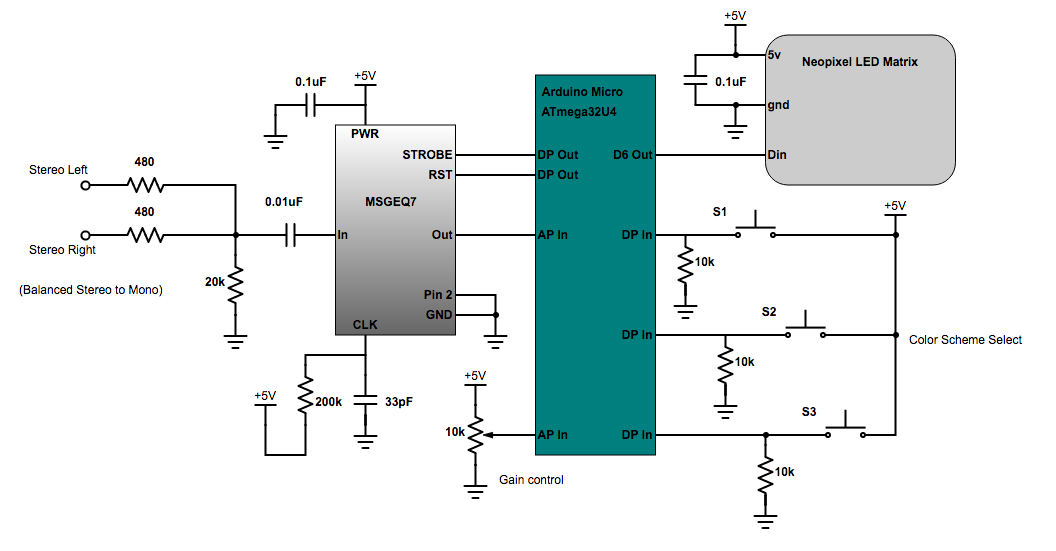 +5V
5v
Neopixel LED Matrix
0.1uF
+5V
0.1uF
gnd
Arduino Micro
ATmega32U4
PWR
STROBE
DP Out
D6 Out
Din
RST
DP Out
Stereo Left
480
MSGEQ7
480
0.01uF
Stereo Right
In
Out
AP In
DP In
S1
+5V
10k
(Balanced Stereo to Mono)
20k
Pin 2
GND
CLK
DP In
S2
Color Scheme Select
10k
+5V
200k
33pF
+5V
10k
AP In
DP In
S3
Gain control
10k